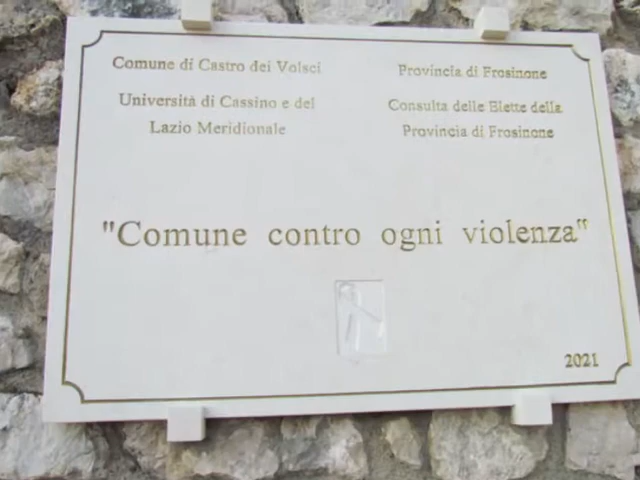 Comune di Castro dei Volsci
Università di Cassino e del
Lazio Meridionale
Provincia di Frosinone
Consulta delle Elette della
Provincia di Frosinone
"Comune contro ogni violenza"
2021